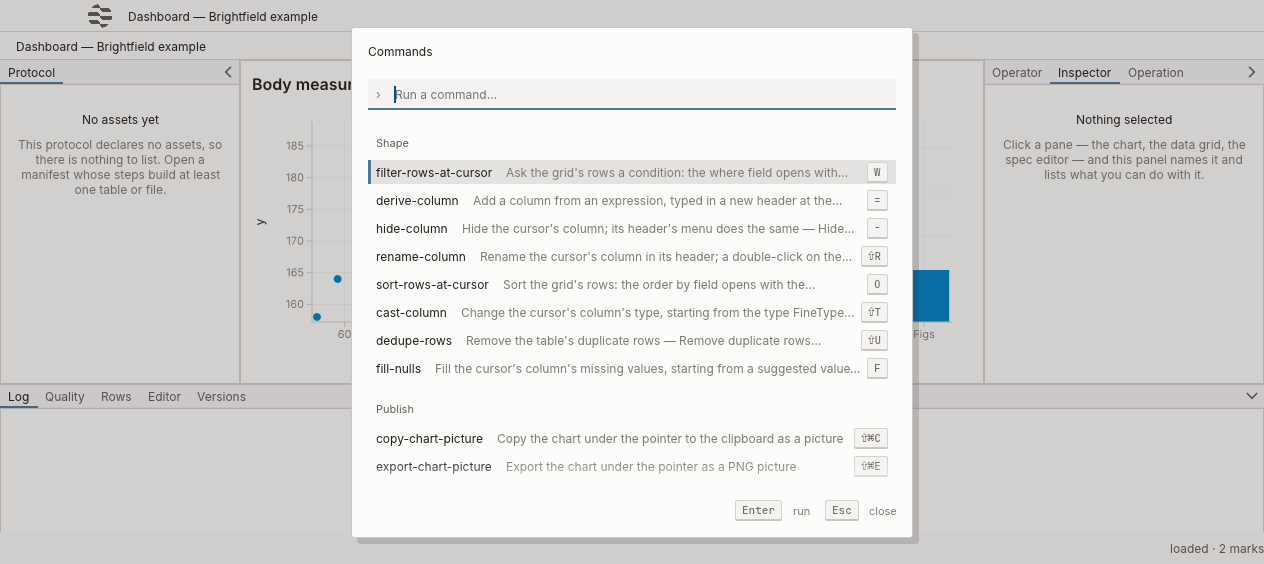 Dashboard — Brightfield example
Dashboard — Brightfield example
Protocol
No assets yet
This protocol declares no assets, so
there is nothing to list. Open a
manifest whose steps build at least
one table or file.
Body measur
185
180
175
170
165
160
y
60
Figs
Commands
› Run a command...
Shape
filter-rows-at-cursor Ask the grid's rows a condition: the where field opens with... W
derive-column Add a column from an expression, typed in a new header at the... =
hide-column Hide the cursor's column; its header's menu does the same — Hide... -
rename-column Rename the cursor's column in its header; a double-click on the... ⇧R
sort-rows-at-cursor Sort the grid's rows: the order by field opens with the... O
cast-column Change the cursor's column's type, starting from the type FineType... ⇧T
dedupe-rows Remove the table's duplicate rows — Remove duplicate rows... ⇧U
fill-nulls Fill the cursor's column's missing values, starting from a suggested value... F
Publish
copy-chart-picture Copy the chart under the pointer to the clipboard as a picture ⇧⌘C
export-chart-picture Export the chart under the pointer as a PNG picture ⇧⌘E
Enter run Esc close
Operator Inspector Operation
Nothing selected
Click a pane — the chart, the data grid, the
spec editor — and this panel names it and
lists what you can do with it.
Log Quality Rows Editor Versions
loaded · 2 marks